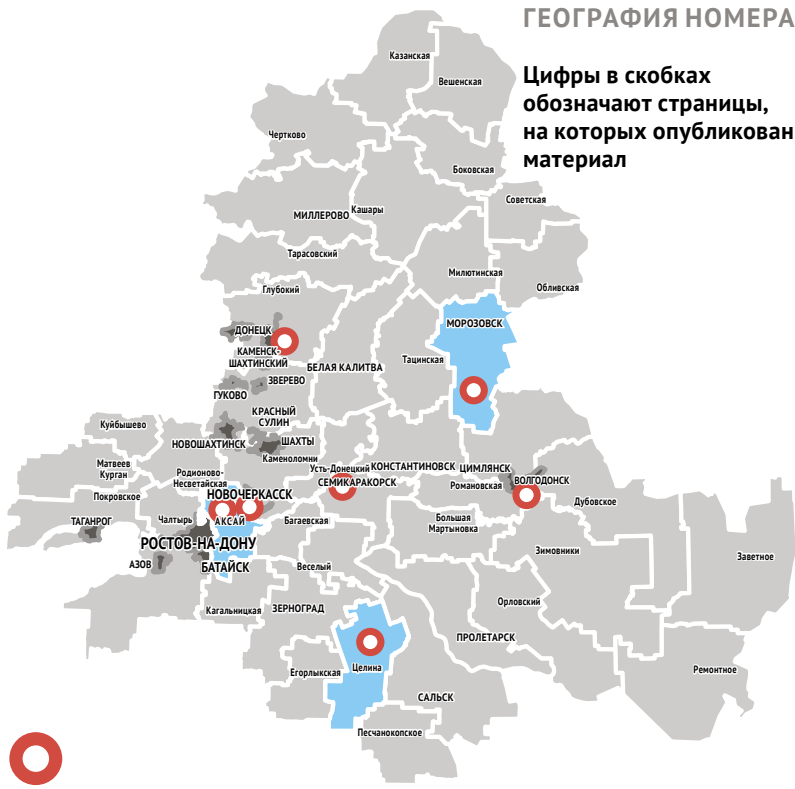 ГЕОГРАФИЯ НОМЕРА
Цифры в скобках
обозначают страницы,
на которых опубликован
материал
Казанская
Вешенская
Чертково
Боковская
Советская
МИЛЛЕРОВО
Кашары
Тарасовский
Милютинская
Обливская
Глубокий
МОРОЗОВСК
ДОНЕЦК
КАМЕНСК-
ШАХТИНСКИЙ
Тацинская
БЕЛАЯ КАЛИТВА
ЗВЕРЕВО
ГУКОВО
КРАСНЫЙ
СУЛИН
Куйбышево
НОВОШАХТИНСК
ШАХТЫ
Каменоломни
Матвеев
Курган
Родионово-
Несветайская
Усть-Донецкий
КОНСТАНТИНОВСК
ЦИМЛЯНСК
СЕМИКАРАКОРСК
Романовская
ВОЛГОДОНСК
Покровское
НОВОЧЕРКАССК
Дубовское
ТАГАНРОГ
Чалтырь
АКСАЙ
Багаевская
Большая
Мартыновка
РОСТОВ-НА-ДОНУ
Зимовники
Заветное
АЗОВ
БАТАЙСК
Веселый
Кагальницкая
ЗЕРНОГРАД
Орловский
ПРОЛЕТАРСК
Егорлыкская
Целина
Ремонтное
САЛЬСК
Песчанокопское